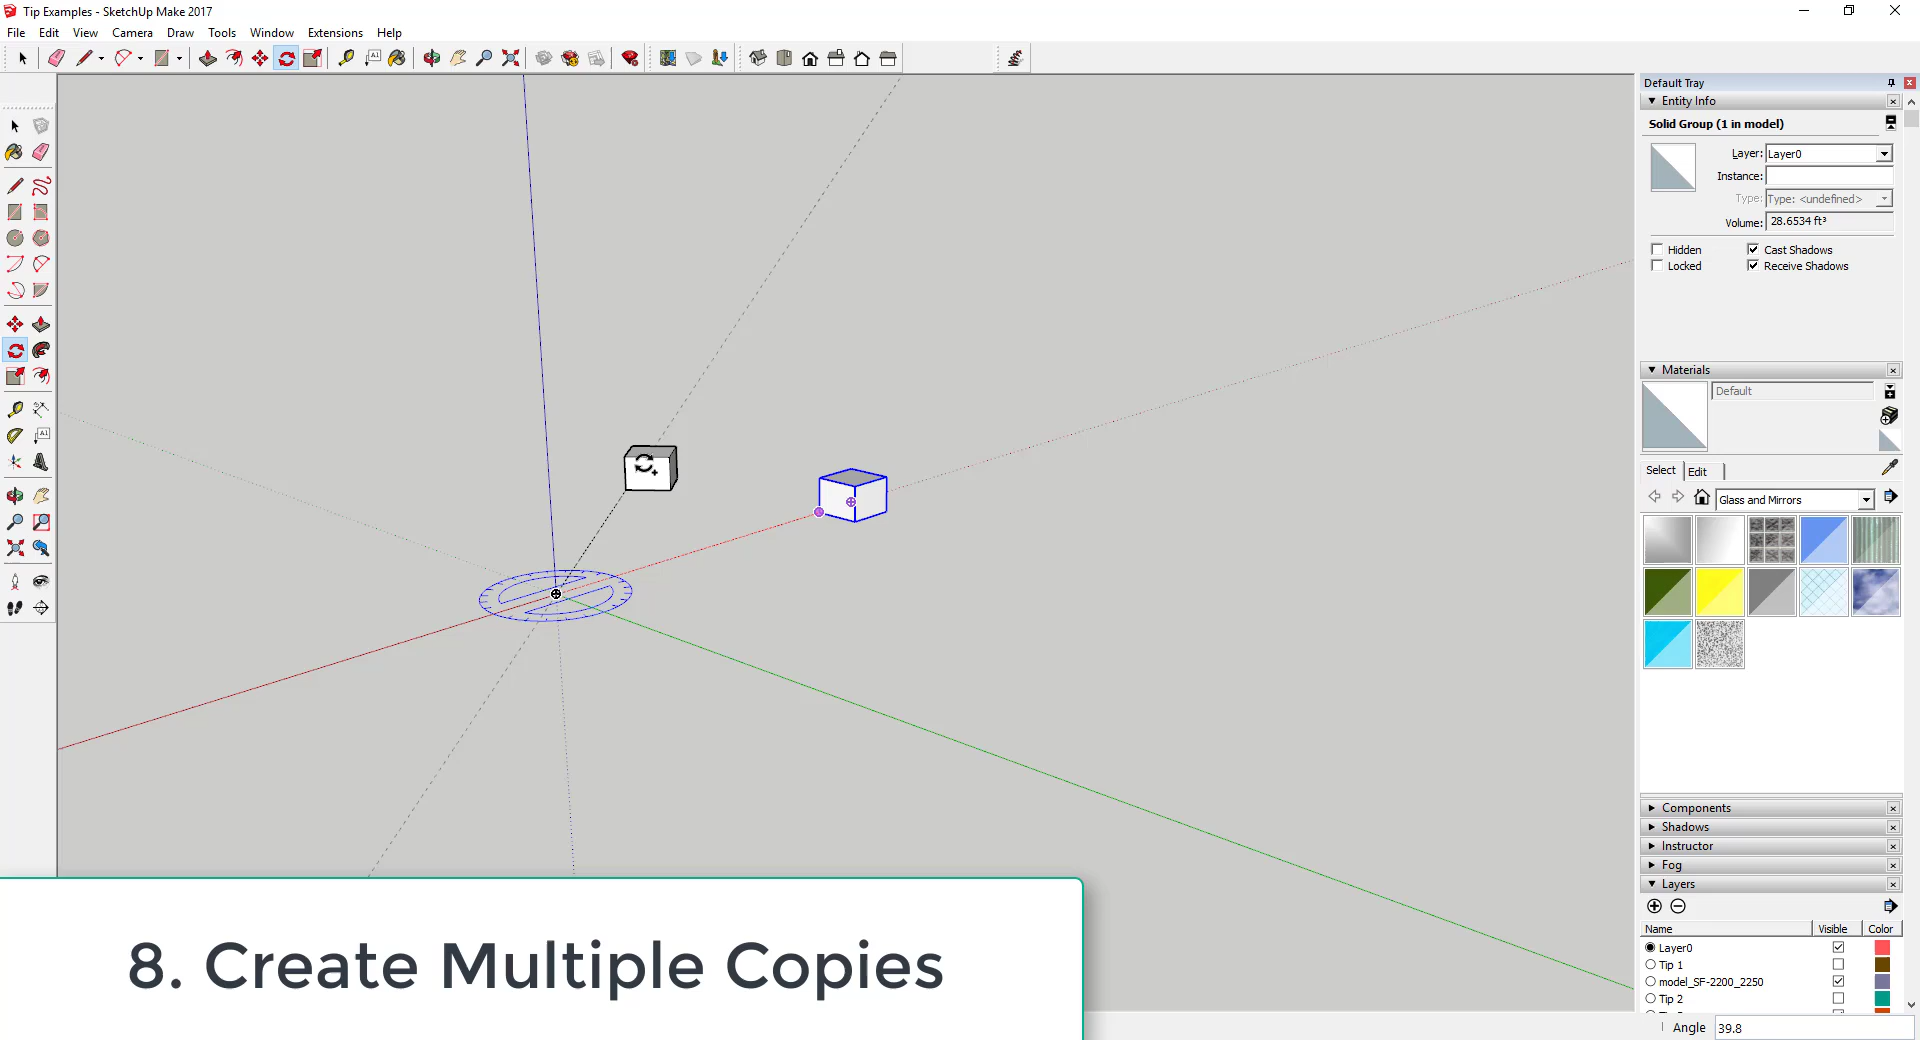 Tip Examples - SketchUp Make 2017
File Edit View Camera Draw Tools Window Extensions Help
Default Tray
Entity Info
Solid Group (1 in model)
Layer: Layer0
Instance:
Type: Type: <undefined>
Volume: 28.6534 ft³
Hidden Cast Shadows
Locked Receive Shadows
Materials
Default
Select Edit
Glass and Mirrors
Components
Shadows
Instructor
Fog
Layers
Name Visible Color
Layer0
Tip 1
model_SF-2200_2250
Tip 2
8. Create Multiple Copies
Angle 39.8